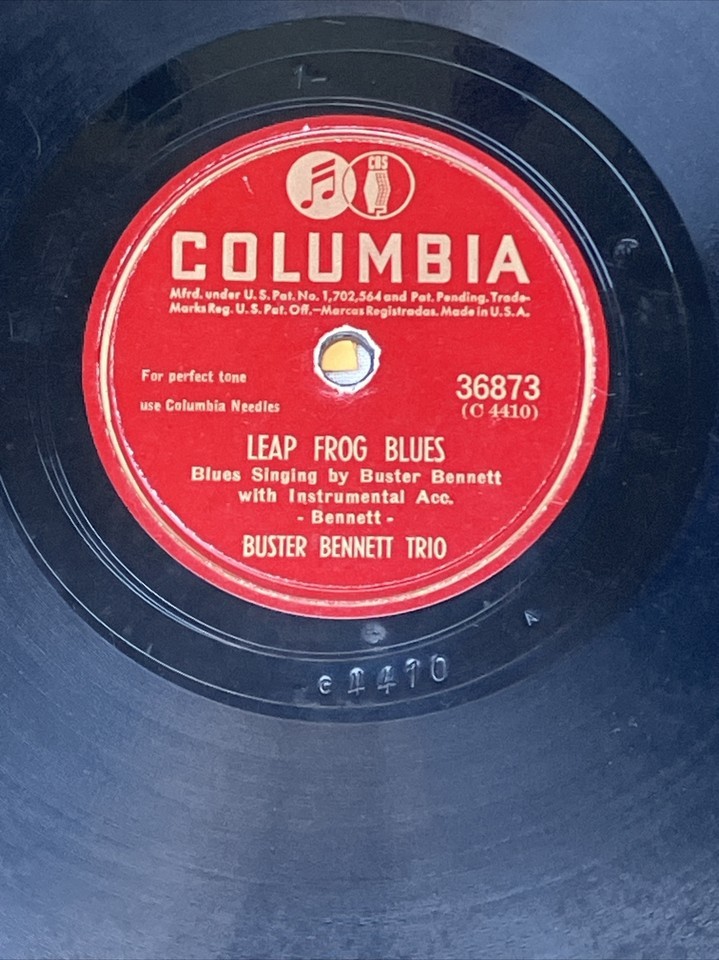 1-
CBS
COLUMBIA
Mfrd. under U.S. Pat. No. 1,702,564 and Pat. Pending. Trade-
Marks Reg. U.S. Pat. Off.—Marcas Registradas. Made in U.S.A.
For perfect tone
use Columbia Needles
36873
(C 4410)
LEAP FROG BLUES
Blues Singing by Buster Bennett
with Instrumental Acc.
- Bennett -
BUSTER BENNETT TRIO
A
C4410